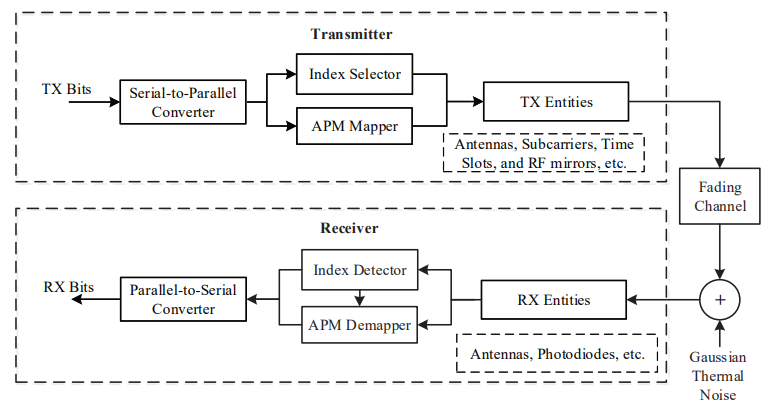 Transmitter
TX Bits
Serial-to-Parallel
Converter
Index Selector
APM Mapper
TX Entities
Antennas, Subcarriers, Time
Slots, and RF mirrors, etc.
Fading
Channel
Receiver
RX Bits
Parallel-to-Serial
Converter
Index Detector
APM Demapper
RX Entities
Antennas, Photodiodes, etc.
+
Gaussian
Thermal
Noise